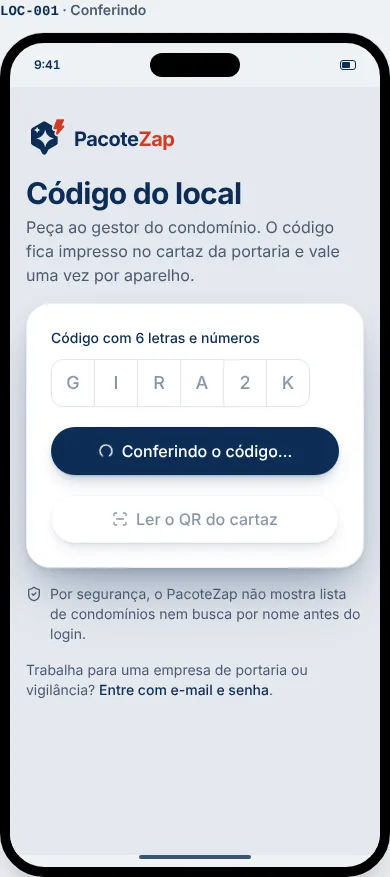 LOC-001 · Conferindo
9:41
PacoteZap
Código do local
Peça ao gestor do condomínio. O código
fica impresso no cartaz da portaria e vale
uma vez por aparelho.
Código com 6 letras e números
G I R A 2 K
Conferindo o código...
Ler o QR do cartaz
Por segurança, o PacoteZap não mostra lista
de condomínios nem busca por nome antes do
login.
Trabalha para uma empresa de portaria ou
vigilância? Entre com e-mail e senha.